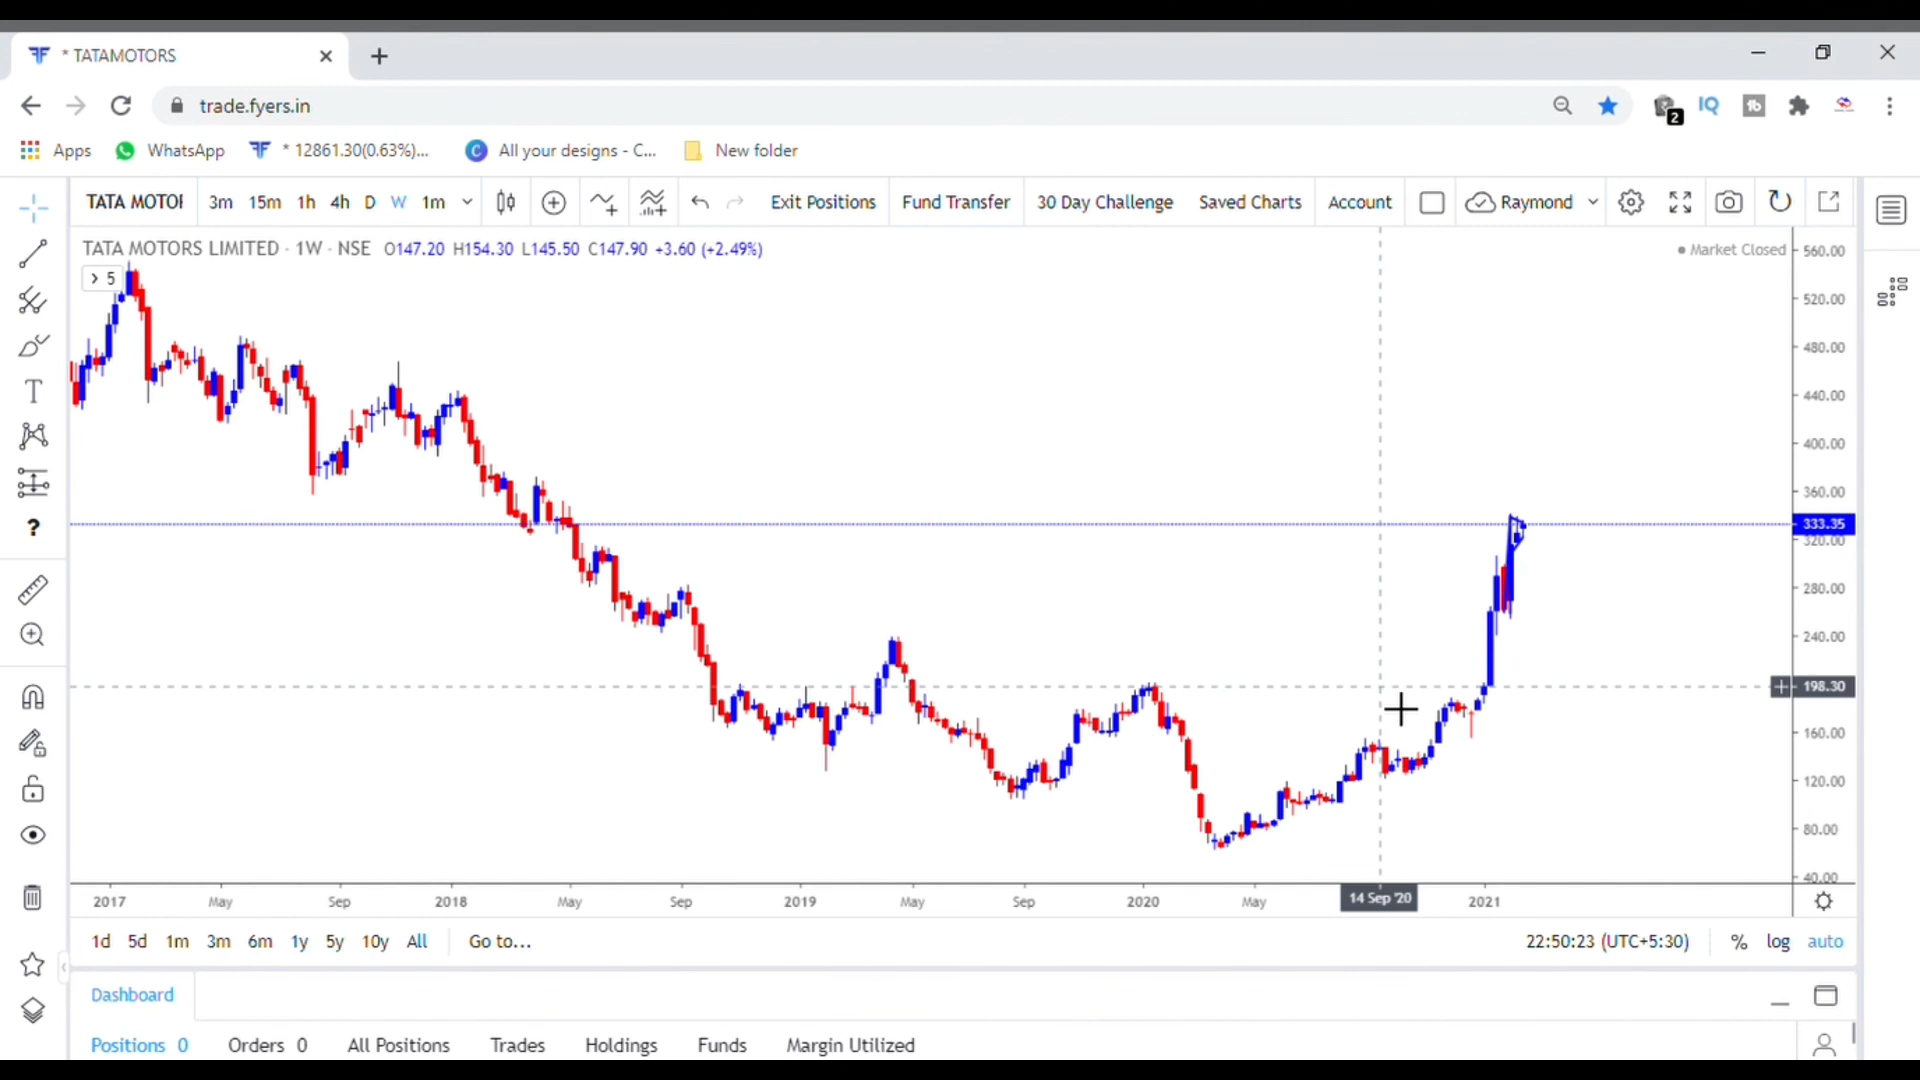 * TATAMOTORS
trade.fyers.in
2
IQ
tb
Apps WhatsApp * 12861.30(0.63%)... C All your designs - C... New folder
TATA MOTOI 3m 15m 1h 4h D W 1m Exit Positions Fund Transfer 30 Day Challenge Saved Charts Account Raymond
TATA MOTORS LIMITED · 1W · NSE O147.20 H154.30 L145.50 C147.90 +3.60 (+2.49%)
Market Closed
> 5
T
?
560.00
520.00
480.00
440.00
400.00
360.00
333.35
320.00
280.00
240.00
198.30
160.00
120.00
80.00
40.00
2017 May Sep 2018 May Sep 2019 May Sep 2020 May 14 Sep '20 2021
1d 5d 1m 3m 6m 1y 5y 10y All Go to... 22:50:23 (UTC+5:30) % log auto
Dashboard
Positions 0 Orders 0 All Positions Trades Holdings Funds Margin Utilized